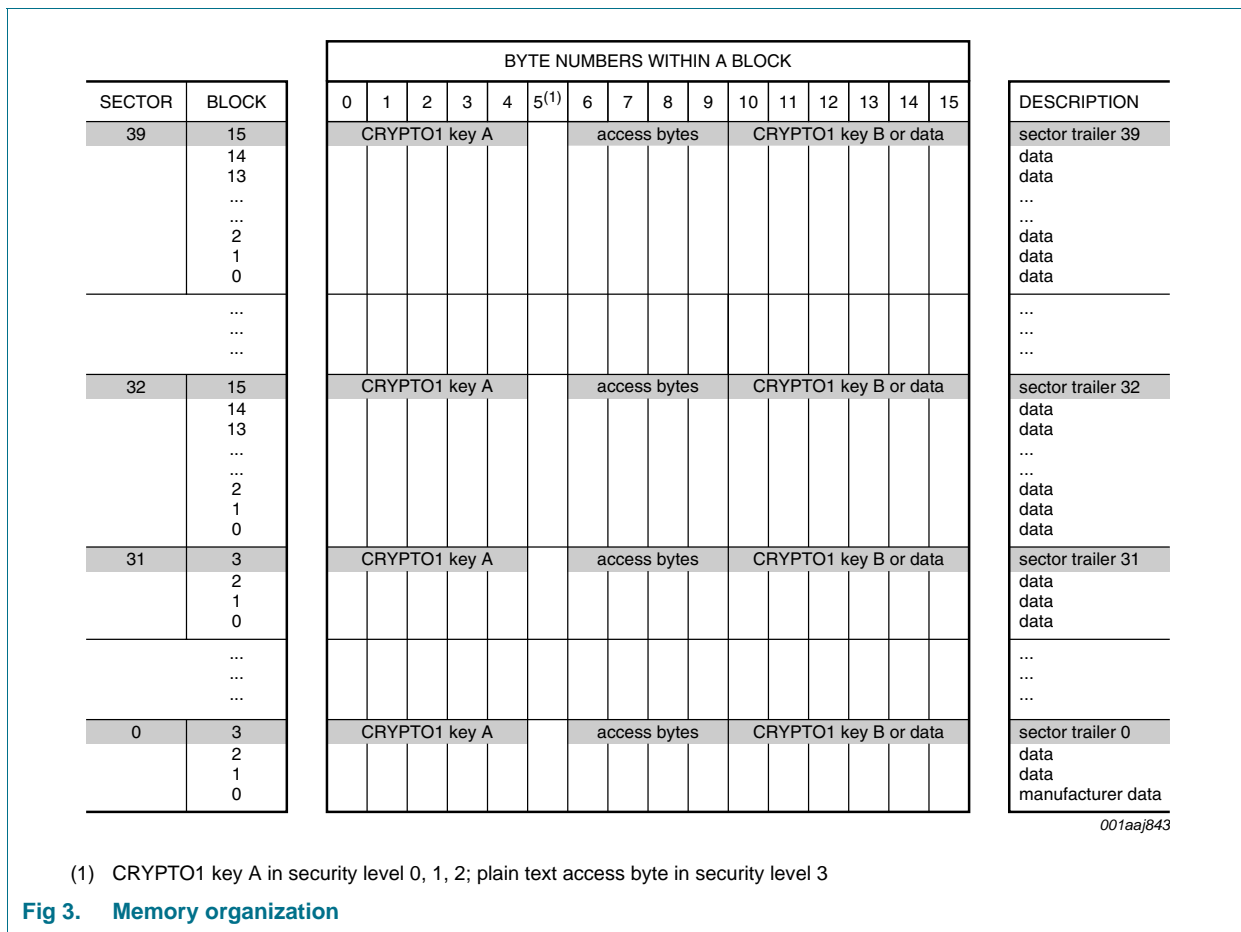 BYTE NUMBERS WITHIN A BLOCK
SECTOR BLOCK 0 1 2 3 4 5(1) 6 7 8 9 10 11 12 13 14 15 DESCRIPTION
39 15 CRYPTO1 key A access bytes CRYPTO1 key B or data sector trailer 39
14 data
13 data
... ...
... ...
2 data
1 data
0 data
... ...
... ...
... ...
32 15 CRYPTO1 key A access bytes CRYPTO1 key B or data sector trailer 32
14 data
13 data
... ...
... ...
2 data
1 data
0 data
31 3 CRYPTO1 key A access bytes CRYPTO1 key B or data sector trailer 31
2 data
1 data
0 data
... ...
... ...
... ...
0 3 CRYPTO1 key A access bytes CRYPTO1 key B or data sector trailer 0
2 data
1 data
0 manufacturer data
001aaj843
(1) CRYPTO1 key A in security level 0, 1, 2; plain text access byte in security level 3
Fig 3. Memory organization